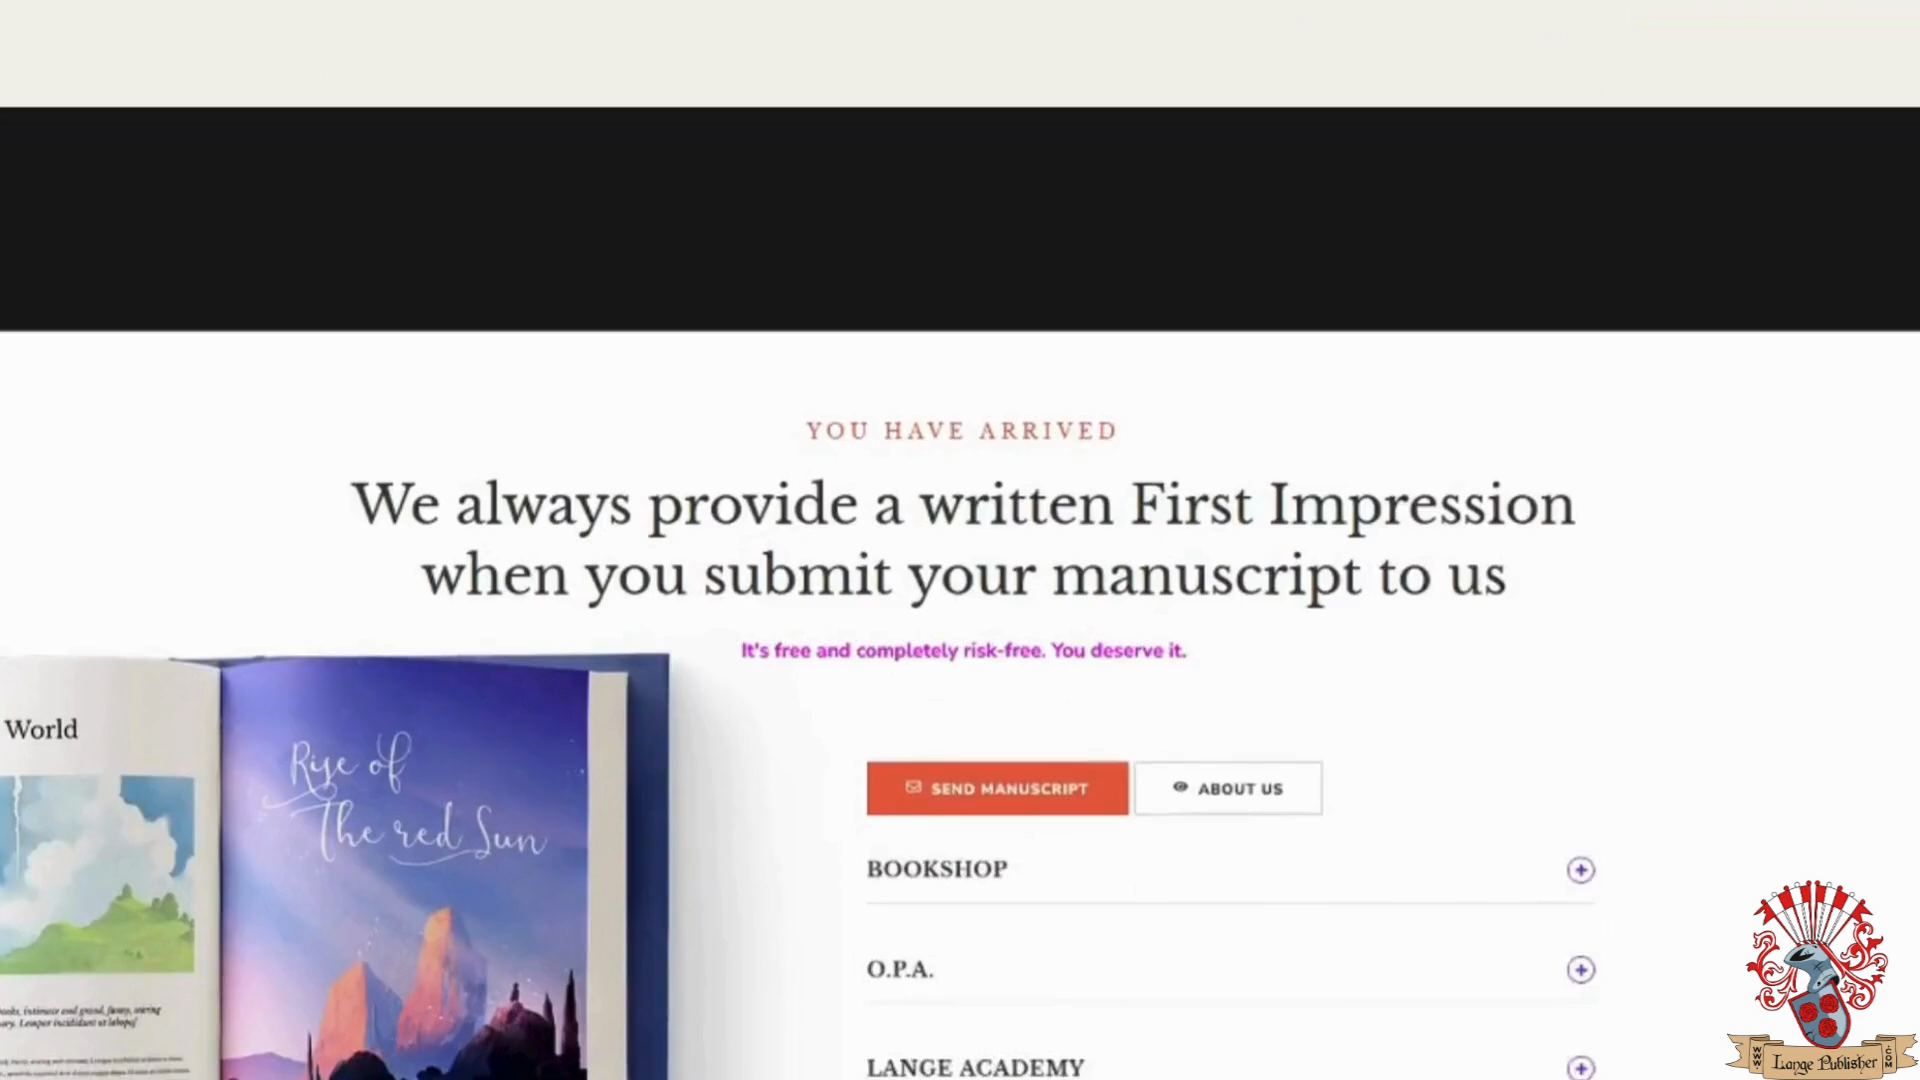 YOU HAVE ARRIVED
We always provide a written First Impression
when you submit your manuscript to us
It's free and completely risk-free. You deserve it.
World
Rise of
The red Sun
SEND MANUSCRIPT
ABOUT US
BOOKSHOP
O.P.A.
LANGE ACADEMY
WWW.
Lange Publisher
.COM